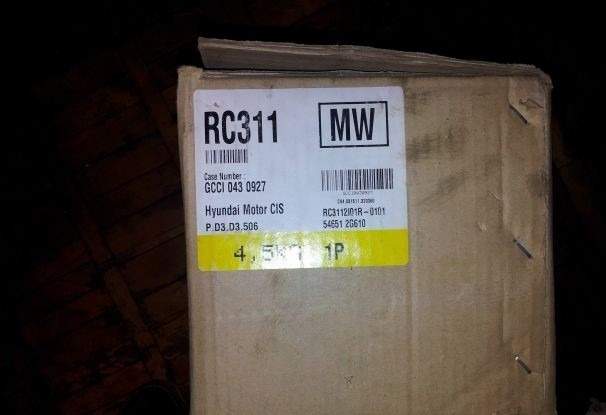 RC311
MW
Case Number :
GCCI 043 0927
Hyundai Motor CIS
RC3112I01R-0101
P.D3.D3.506
54651 2G610
1P